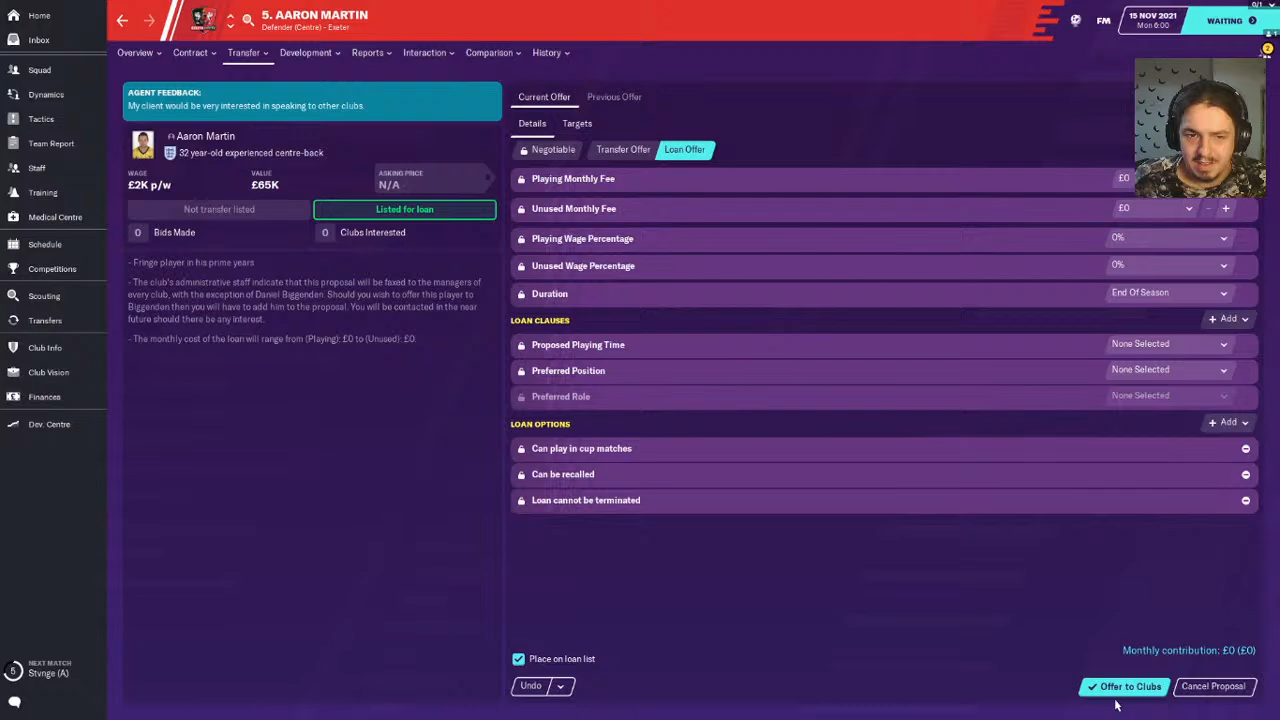 Home
Inbox
Squad
Dynamics
Tactics
Team Report
Staff
Training
Medical Centre
Schedule
Competitions
Scouting
Transfers
Club Info
Club Vision
Finances
Dev. Centre
5
NEXT MATCH
Stvnge (A)
5. AARON MARTIN
Defender (Centre) - Exeter
FM
15 NOV 2021
Mon 6:00
WAITING
0/1
1
2
Overview
Contract
Transfer
Development
Reports
Interaction
Comparison
History
AGENT FEEDBACK:
My client would be very interested in speaking to other clubs.
Aaron Martin
32 year-old experienced centre-back
WAGE
£2K p/w
VALUE
£65K
ASKING PRICE
N/A
Not transfer listed
Listed for loan
0 Bids Made
0 Clubs Interested
- Fringe player in his prime years
- The club's administrative staff indicate that this proposal will be faxed to the managers of
every club, with the exception of Daniel Biggenden. Should you wish to offer this player to
Biggenden then you will have to add him to the proposal. You will be contacted in the near
future should there be any interest.
- The monthly cost of the loan will range from (Playing): £0 to (Unused): £0.
Current Offer
Previous Offer
Details
Targets
Negotiable
Transfer Offer
Loan Offer
Playing Monthly Fee £0
Unused Monthly Fee £0 - +
Playing Wage Percentage 0%
Unused Wage Percentage 0%
Duration End Of Season
LOAN CLAUSES + Add
Proposed Playing Time None Selected
Preferred Position None Selected
Preferred Role None Selected
LOAN OPTIONS + Add
Can play in cup matches
Can be recalled
Loan cannot be terminated
Monthly contribution: £0 (£0)
Place on loan list
Undo
Offer to Clubs
Cancel Proposal